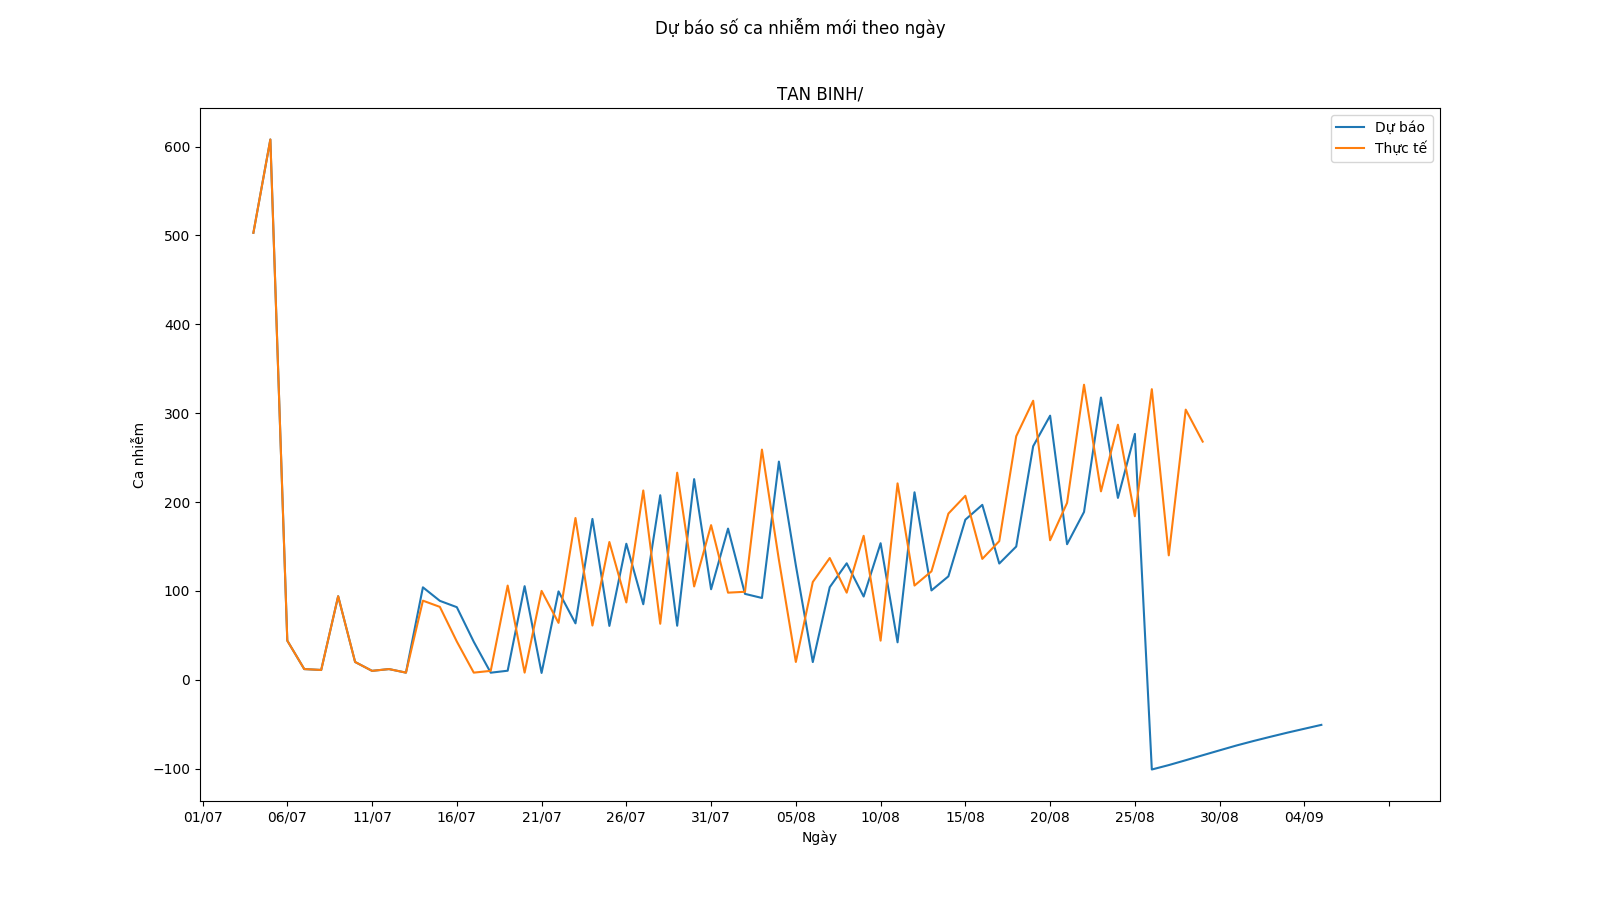 Dự báo số ca nhiễm mới theo ngày
TAN BINH/
Dự báo
Thực tế
600
500
400
300
200
100
0
−100
Ca nhiễm
01/07 06/07 11/07 16/07 21/07 26/07 31/07 05/08 10/08 15/08 20/08 25/08 30/08 04/09
Ngày